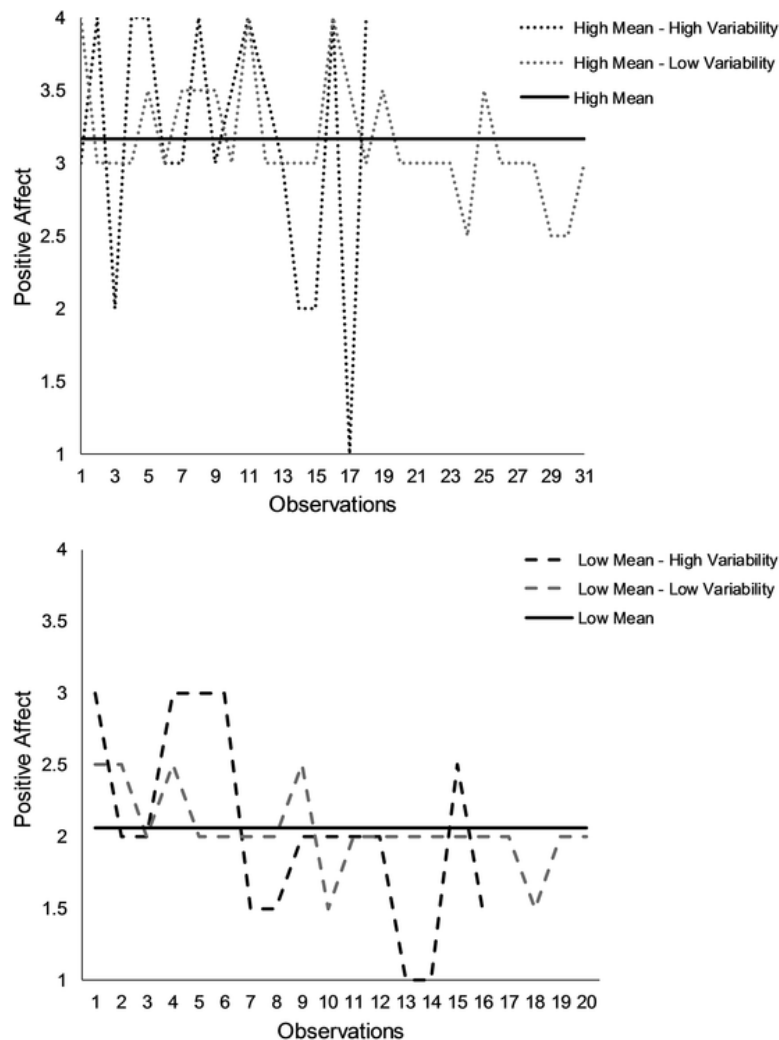 4
3.5
3
2.5
2
1.5
1
Positive Affect
High Mean - High Variability
High Mean - Low Variability
High Mean
1 3 5 7 9 11 13 15 17 19 21 23 25 27 29 31
Observations
4
3.5
3
2.5
2
1.5
1
Positive Affect
Low Mean - High Variability
Low Mean - Low Variability
Low Mean
1 2 3 4 5 6 7 8 9 10 11 12 13 14 15 16 17 18 19 20
Observations